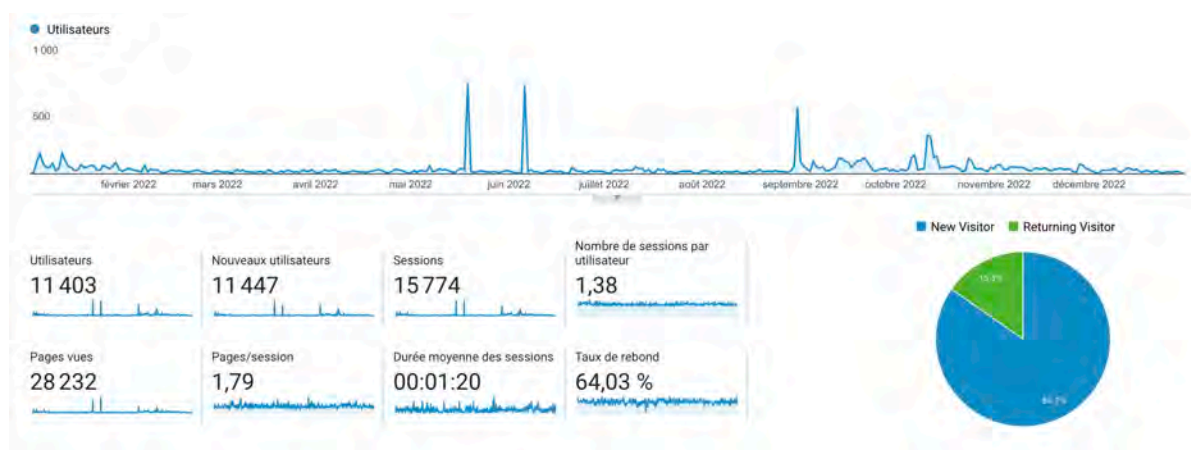 Utilisateurs
1 000
500
février 2022 mars 2022 avril 2022 mai 2022 juin 2022 juillet 2022 août 2022 septembre 2022 octobre 2022 novembre 2022 décembre 2022
New Visitor Returning Visitor
Utilisateurs
11 403
Nouveaux utilisateurs
11 447
Sessions
15 774
Nombre de sessions par
utilisateur
1,38
Pages vues
28 232
Pages/session
1,79
Durée moyenne des sessions
00:01:20
Taux de rebond
64,03 %